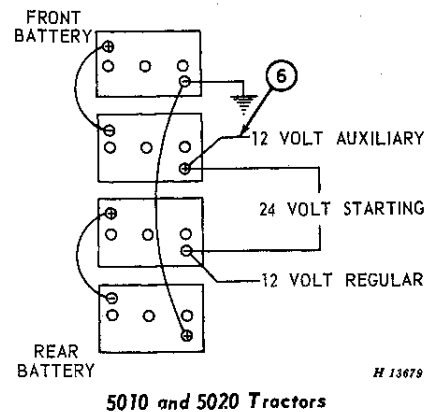 FRONT
BATTERY
6
12 VOLT AUXILIARY
24 VOLT STARTING
12 VOLT REGULAR
REAR
BATTERY
H 13679
5010 and 5020 Tractors